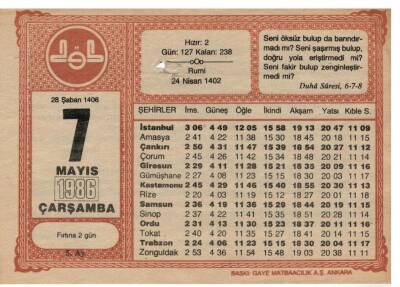 Hızır: 2
Gün: 127 Kalan: 238
Rumi
24 Nisan 1402
Seni öksüz bulup da barındır-
madı mı? Seni şaşırmış bulup,
doğru yola eriştirmedi mi?
Seni fakir bulup zenginleştir-
medi mi?
Duhâ Sûresi, 6-7-8
28 Şaban 1406
7
MAYIS
1986
ÇARŞAMBA
Fırtına 2 gün
5. Ay
ŞEHİRLER İms. Güneş Öğle İkindi Akşam Yatsı Kıble S.
İstanbul 3 06 4 49 12 05 15 58 19 13 20 47 11 09
Amasya 2 41 4 22 11 38 15 30 18 45 20 18 11 15
Çankırı 2 50 4 31 11 47 15 39 18 54 20 27 11 12
Çorum 2 45 4 26 11 42 15 34 18 48 20 21 11 14
Giresun 2 29 4 11 11 28 15 21 18 35 20 09 11 16
Gümüşhane 2 27 4 08 11 23 15 15 18 30 20 03 11 17
Kastamonu 2 45 4 29 11 46 15 40 18 55 20 30 11 13
Rize 2 20 4 03 11 19 15 12 18 27 20 01 11 18
Samsun 2 36 4 19 11 36 15 29 18 44 20 19 11 15
Sinop 2 37 4 22 11 41 15 35 18 51 20 27 11 14
Ordu 2 31 4 13 11 30 15 23 18 37 20 11 11 16
Tokat 2 40 4 20 11 36 15 27 18 41 20 14 11 15
Trabzon 2 24 4 06 11 23 15 15 18 30 20 04 11 17
Zonguldak 2 53 4 36 11 54 15 48 19 03 20 38 11 11
BASKI: GAYE MATBAACILIK A.Ş. ANKARA